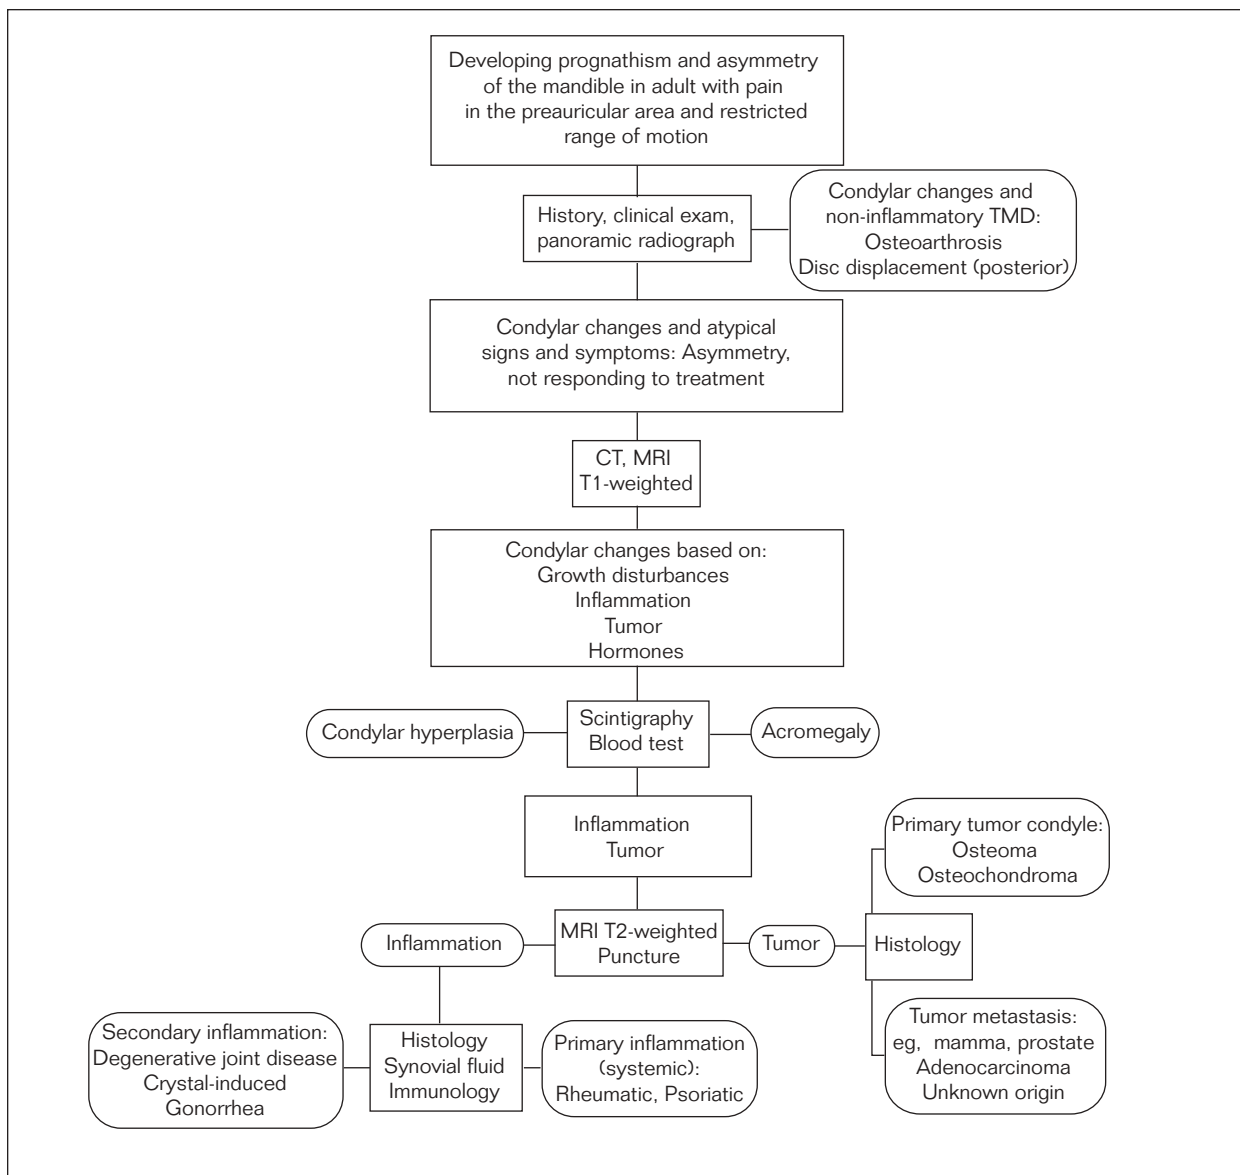 Developing prognathism and asymmetry
of the mandible in adult with pain
in the preauricular area and restricted
range of motion
History, clinical exam,
panoramic radiograph
Condylar changes and
non-inflammatory TMD:
Osteoarthrosis
Disc displacement (posterior)
Condylar changes and atypical
signs and symptoms: Asymmetry,
not responding to treatment
CT, MRI
T1-weighted
Condylar changes based on:
Growth disturbances
Inflammation
Tumor
Hormones
Condylar hyperplasia
Scintigraphy
Blood test
Acromegaly
Inflammation
Tumor
Primary tumor condyle:
Osteoma
Osteochondroma
Inflammation
MRI T2-weighted
Puncture
Tumor
Histology
Secondary inflammation:
Degenerative joint disease
Crystal-induced
Gonorrhea
Histology
Synovial fluid
Immunology
Primary inflammation
(systemic):
Rheumatic, Psoriatic
Tumor metastasis:
eg, mamma, prostate
Adenocarcinoma
Unknown origin